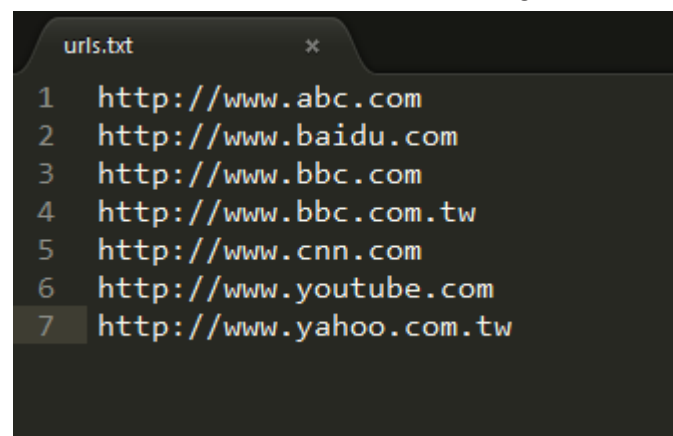 urls.txt ×
1 http://www.abc.com
2 http://www.baidu.com
3 http://www.bbc.com
4 http://www.bbc.com.tw
5 http://www.cnn.com
6 http://www.youtube.com
7 http://www.yahoo.com.tw